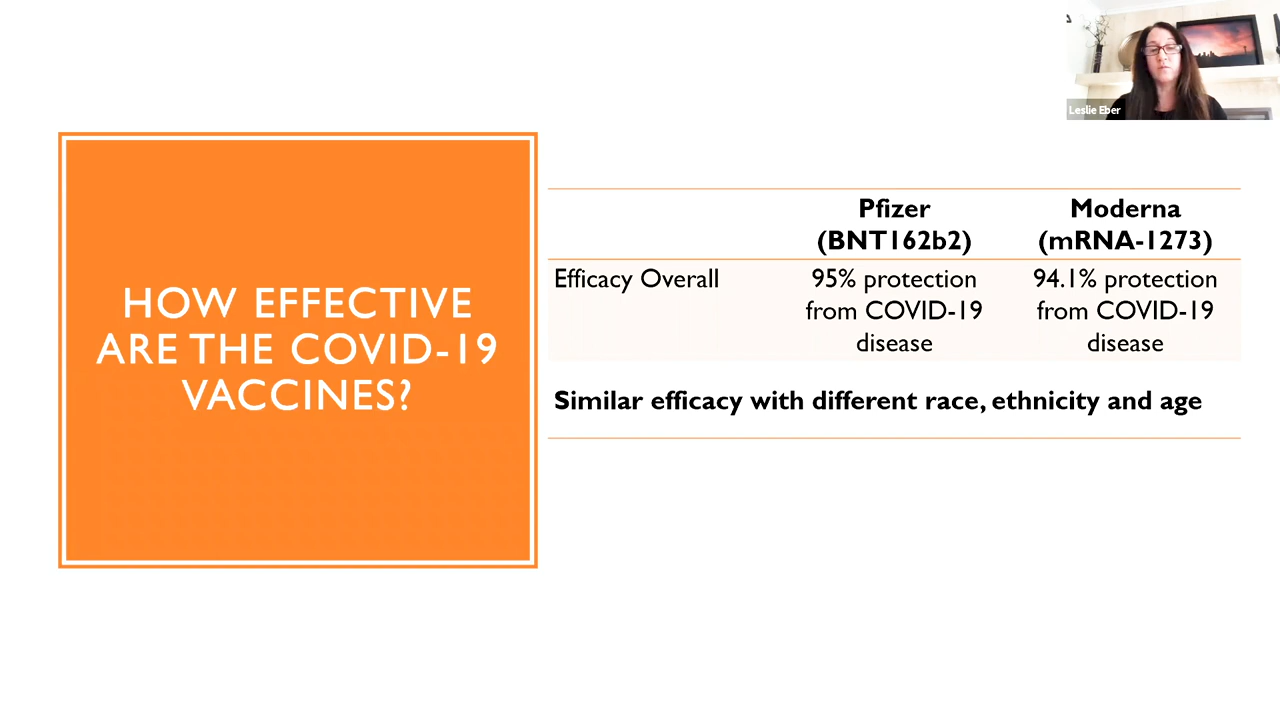 Leslie Eber
HOW EFFECTIVE
ARE THE COVID-19
VACCINES?
Pfizer
(BNT162b2)
Moderna
(mRNA-1273)
Efficacy Overall
95% protection
from COVID-19
disease
94.1% protection
from COVID-19
disease
Similar efficacy with different race, ethnicity and age